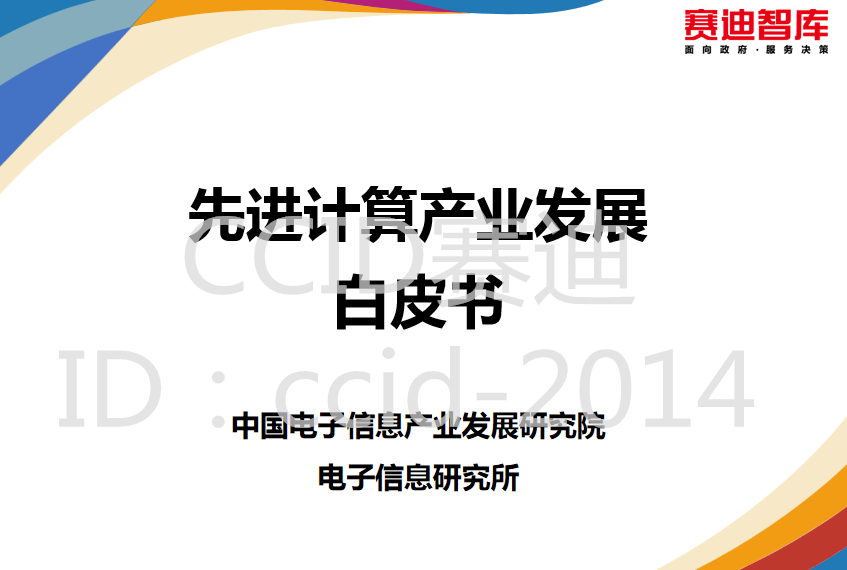 赛迪智库
面向政府·服务决策
先进计算产业发展
白皮书
CCID赛迪
ID：ccid-2014
中国电子信息产业发展研究院
电子信息研究所